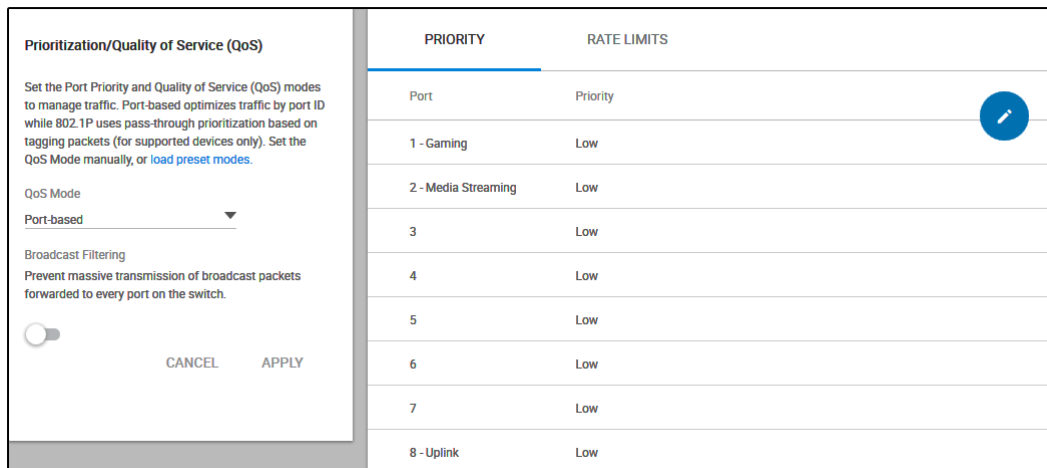 Prioritization/Quality of Service (QoS)
Set the Port Priority and Quality of Service (QoS) modes
to manage traffic. Port-based optimizes traffic by port ID
while 802.1P uses pass-through prioritization based on
tagging packets (for supported devices only). Set the
QoS Mode manually, or load preset modes.
QoS Mode
Port-based
Broadcast Filtering
Prevent massive transmission of broadcast packets
forwarded to every port on the switch.
CANCEL APPLY
PRIORITY RATE LIMITS
Port Priority
1 - Gaming Low
2 - Media Streaming Low
3 Low
4 Low
5 Low
6 Low
7 Low
8 - Uplink Low